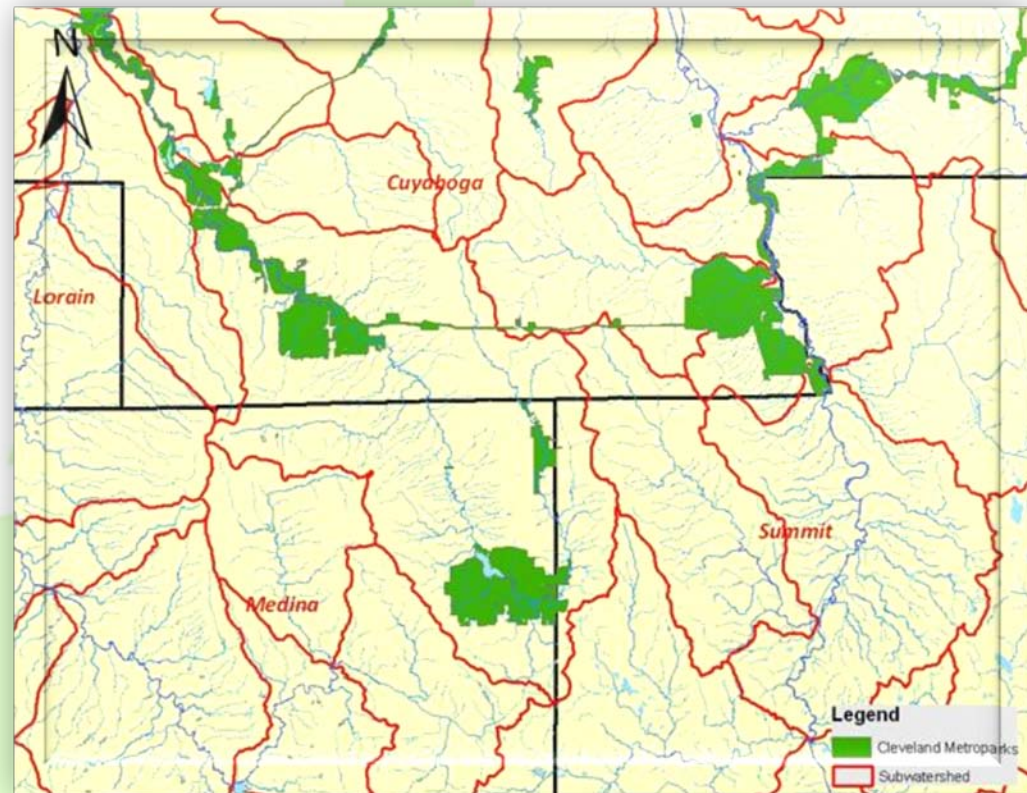 N
Cuyahoga
Lorain
Summit
Medina
Legend
Cleveland Metroparks
Subwatershed